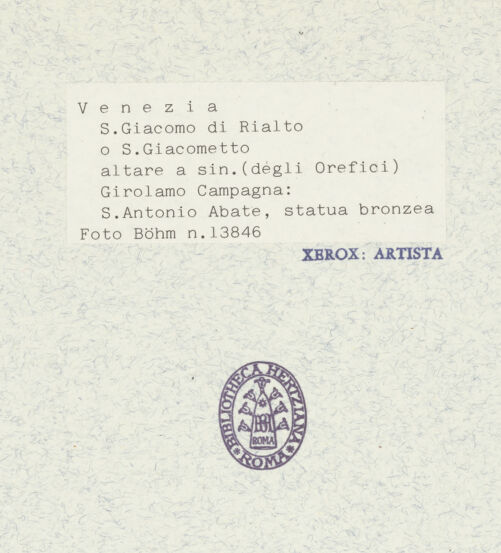 Venezia
S.Giacomo di Rialto
o S.Giacometto
altare a sin.(degli Orefici)
Girolamo Campagna:
S.Antonio Abate, statua bronzea
Foto Böhm n.13846
XEROX: ARTISTA
BIBLIOTHECA HERTZIANA
ROMA
ROMA